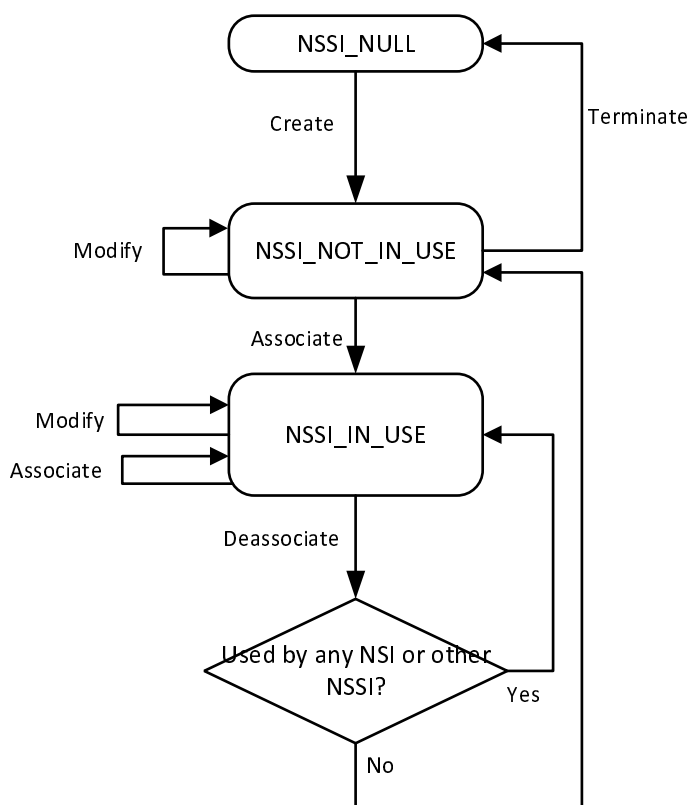 NSSI_NULL
Create
Terminate
Modify
NSSI_NOT_IN_USE
Associate
Modify
NSSI_IN_USE
Associate
Deassociate
Used by any NSI or other
NSSI?
Yes
No